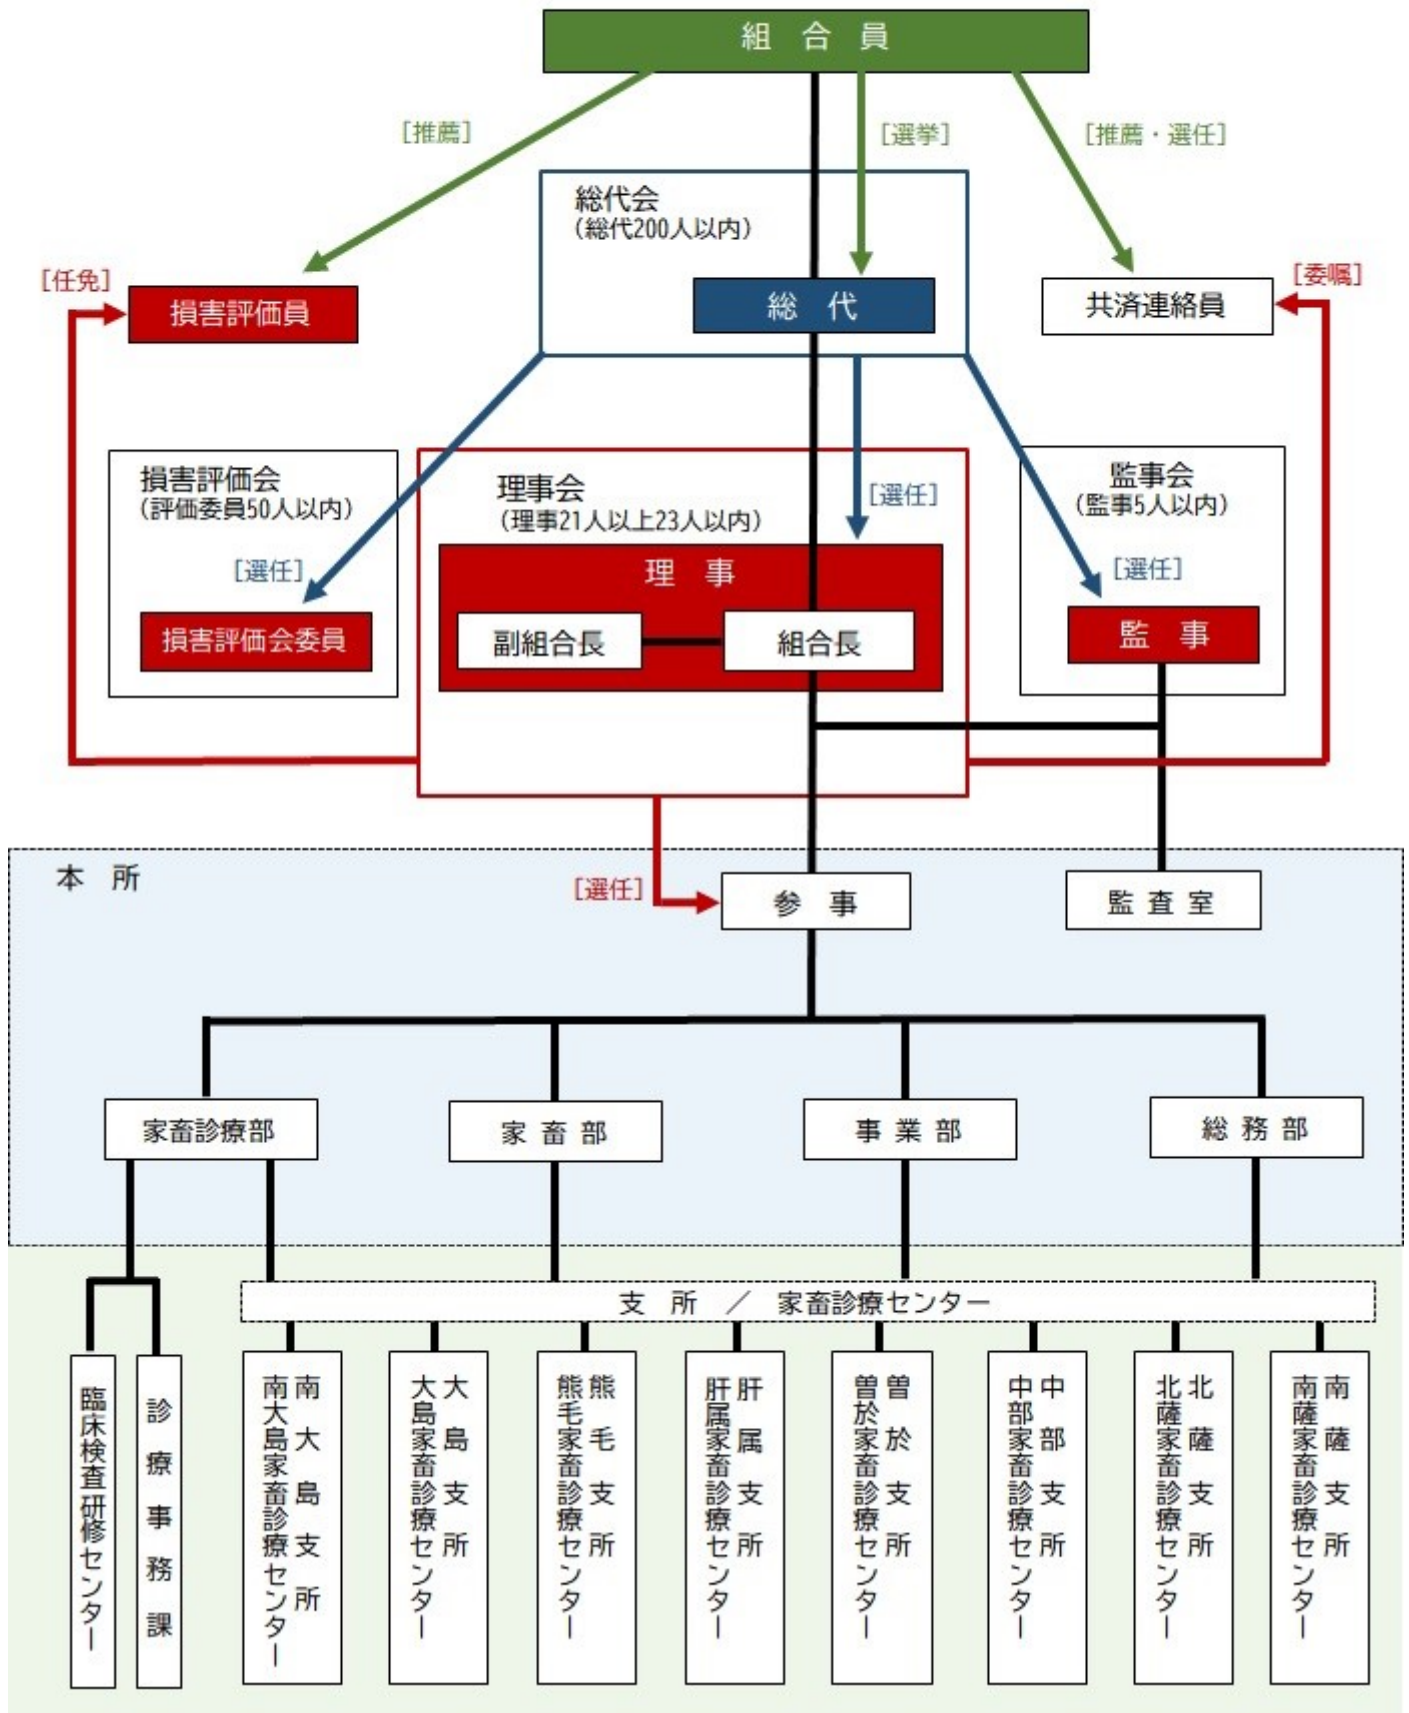 組　合　員
［推薦］
［選挙］
［推薦・選任］
総代会
（総代200人以内）
［任免］
損害評価員
総　代
［委嘱］
共済連絡員
損害評価会
（評価委員50人以内）
［選任］
損害評価会委員
理事会
（理事21人以上23人以内）
［選任］
理　事
副組合長
組合長
監事会
（監事5人以内）
［選任］
監　事
本　所
［選任］
参　事
監 査 室
家畜診療部
家 畜 部
事 業 部
総 務 部
支　所　／　家畜診療センター
臨床検査研修センター
診療事務課
南大島支所
南大島家畜診療センター
大島支所
大島家畜診療センター
熊毛支所
熊毛家畜診療センター
肝属支所
肝属家畜診療センター
曽於支所
曽於家畜診療センター
中部支所
中部家畜診療センター
北薩支所
北薩家畜診療センター
南薩支所
南薩家畜診療センター